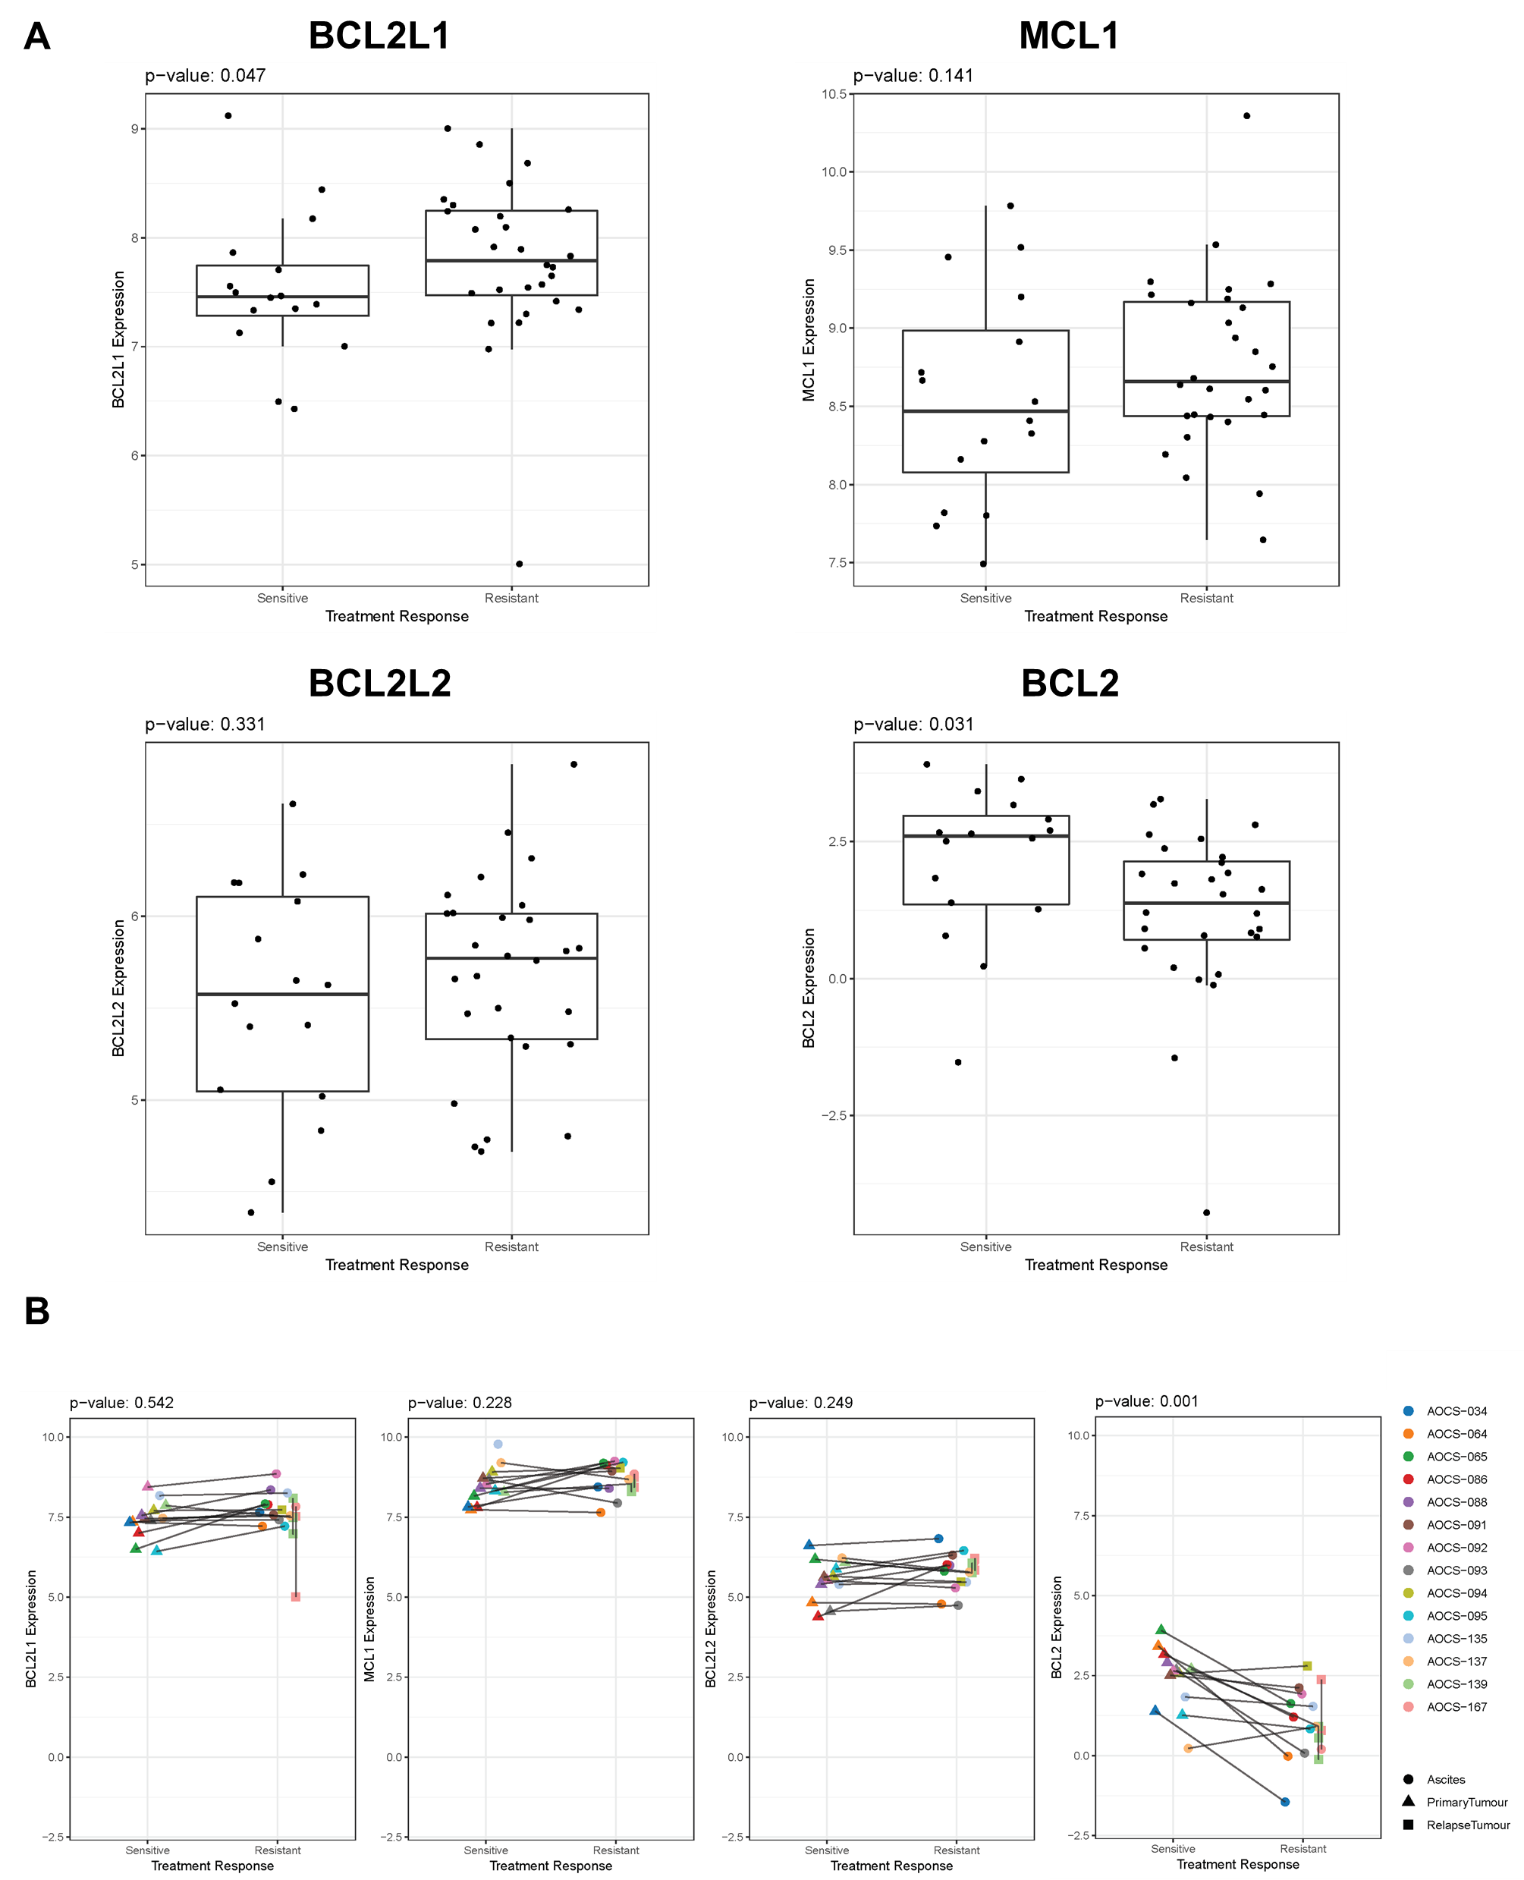 A
BCL2L1
MCL1
p−value: 0.047
p−value: 0.141
BCL2L1 Expression
9
8
7
6
5
Sensitive
Resistant
Treatment Response
MCL1 Expression
10.5
10.0
9.5
9.0
8.5
8.0
7.5
Sensitive
Resistant
Treatment Response
BCL2L2
BCL2
p−value: 0.331
p−value: 0.031
BCL2L2 Expression
6
5
Sensitive
Resistant
Treatment Response
BCL2 Expression
2.5
0.0
−2.5
Sensitive
Resistant
Treatment Response
B
p−value: 0.542
BCL2L1 Expression
10.0
7.5
5.0
2.5
0.0
−2.5
Sensitive
Resistant
Treatment Response
p−value: 0.228
MCL1 Expression
10.0
7.5
5.0
2.5
0.0
−2.5
Sensitive
Resistant
Treatment Response
p−value: 0.249
BCL2L2 Expression
10.0
7.5
5.0
2.5
0.0
−2.5
Sensitive
Resistant
Treatment Response
p−value: 0.001
BCL2 Expression
10.0
7.5
5.0
2.5
0.0
−2.5
Sensitive
Resistant
Treatment Response
AOCS−034
AOCS−064
AOCS−065
AOCS−086
AOCS−088
AOCS−091
AOCS−092
AOCS−093
AOCS−094
AOCS−095
AOCS−135
AOCS−137
AOCS−139
AOCS−167
Ascites
PrimaryTumour
RelapseTumour